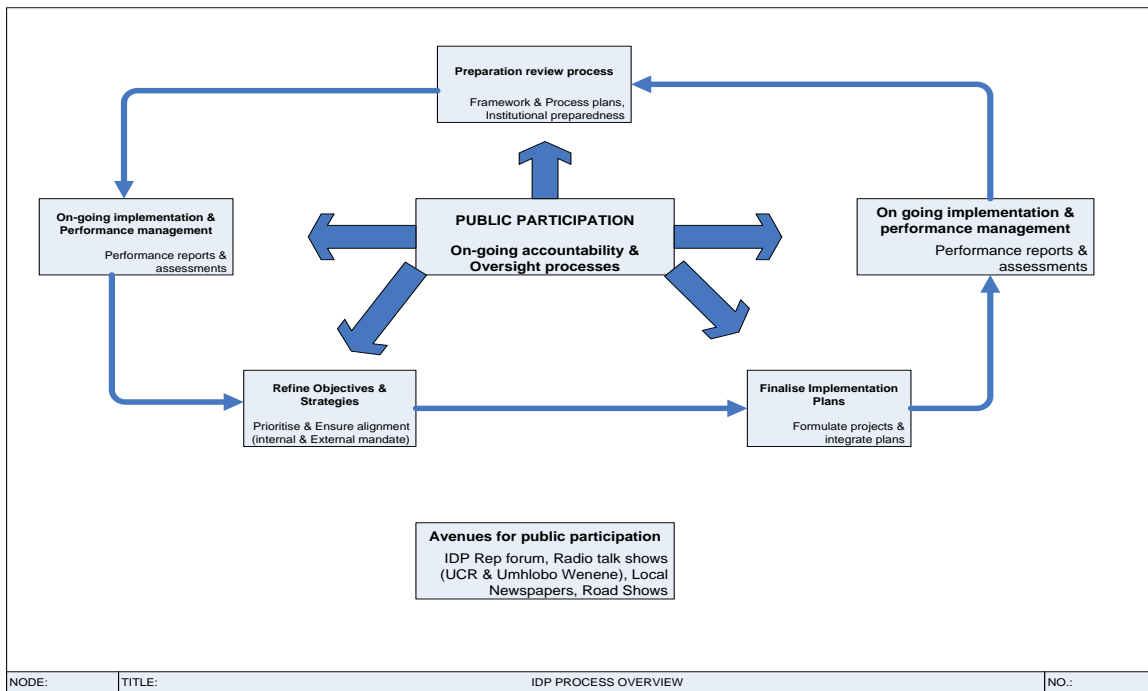 Preparation review process
Framework & Process plans,
Institutional preparedness
On-going implementation &
Performance management
Performance reports &
assessments
PUBLIC PARTICIPATION
On-going accountability &
Oversight processes
On going implementation &
performance management
Performance reports &
assessments
Refine Objectives &
Strategies
Prioritise & Ensure alignment
(internal & External mandate)
Finalise Implementation
Plans
Formulate projects &
integrate plans
Avenues for public participation
IDP Rep forum, Radio talk shows
(UCR & Umhlobo Wenene), Local
Newspapers, Road Shows
NODE: TITLE: IDP PROCESS OVERVIEW NO.: